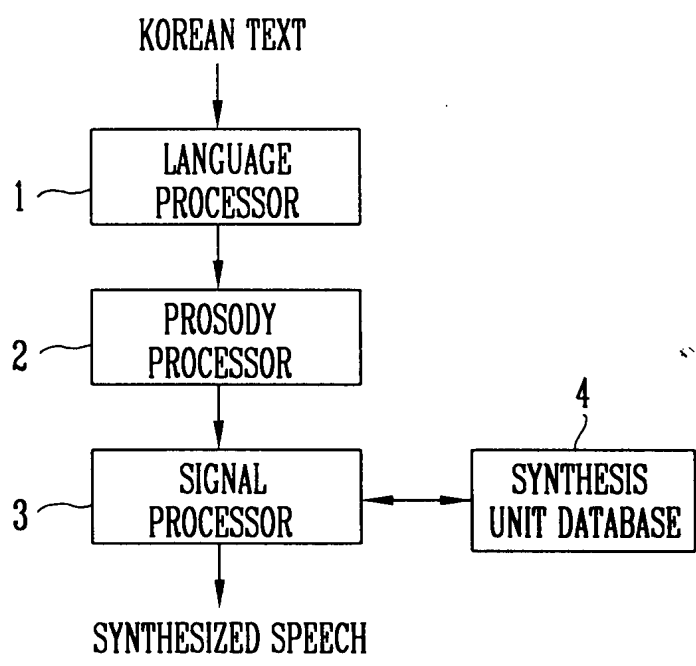 KOREAN TEXT
1
LANGUAGE
PROCESSOR
2
PROSODY
PROCESSOR
3
SIGNAL
PROCESSOR
4
SYNTHESIS
UNIT DATABASE
SYNTHESIZED SPEECH